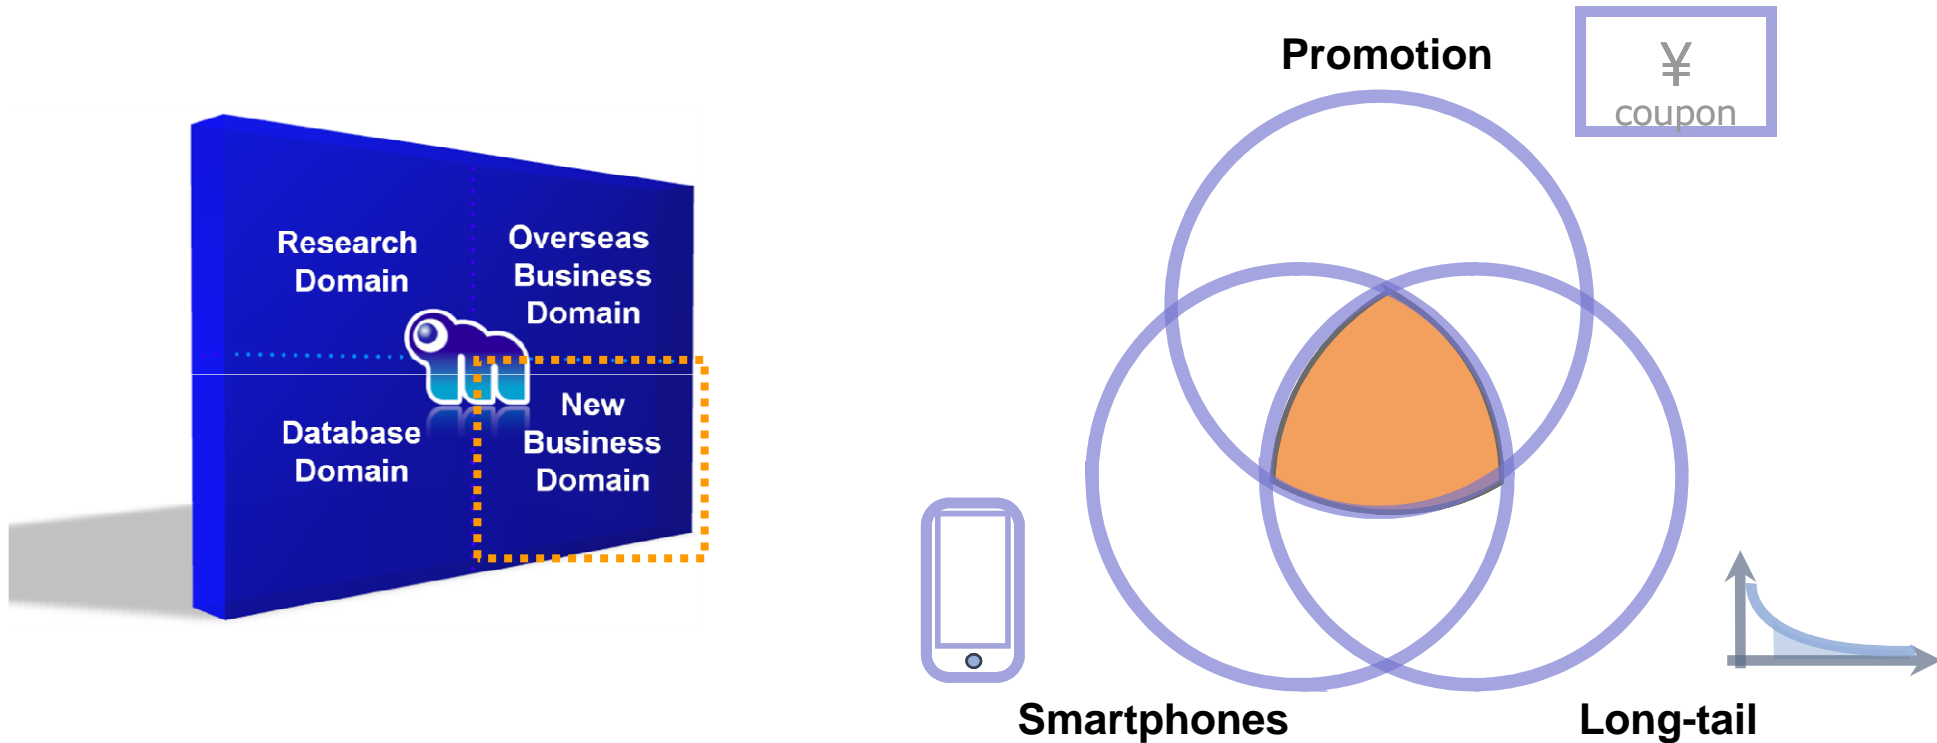 Research
Domain
Overseas
Business
Domain
Database
Domain
New
Business
Domain
Promotion
¥
coupon
Smartphones
Long-tail